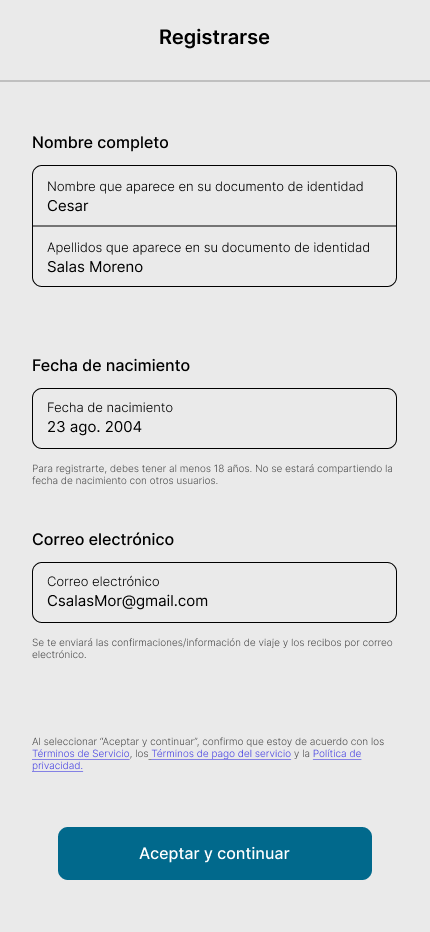 Registrarse
Nombre completo
Nombre que aparece en su documento de identidad
Cesar
Apellidos que aparece en su documento de identidad
Salas Moreno
Fecha de nacimiento
Fecha de nacimiento
23 ago. 2004
Para registrarte, debes tener al menos 18 años. No se estará compartiendo la
fecha de nacimiento con otros usuarios.
Correo electrónico
Correo electrónico
CsalasMor@gmail.com
Se te enviará las confirmaciones/información de viaje y los recibos por correo
electrónico.
Al seleccionar “Aceptar y continuar”, confirmo que estoy de acuerdo con los
Términos de Servicio, los Términos de pago del servicio y la Política de
privacidad.
Aceptar y continuar